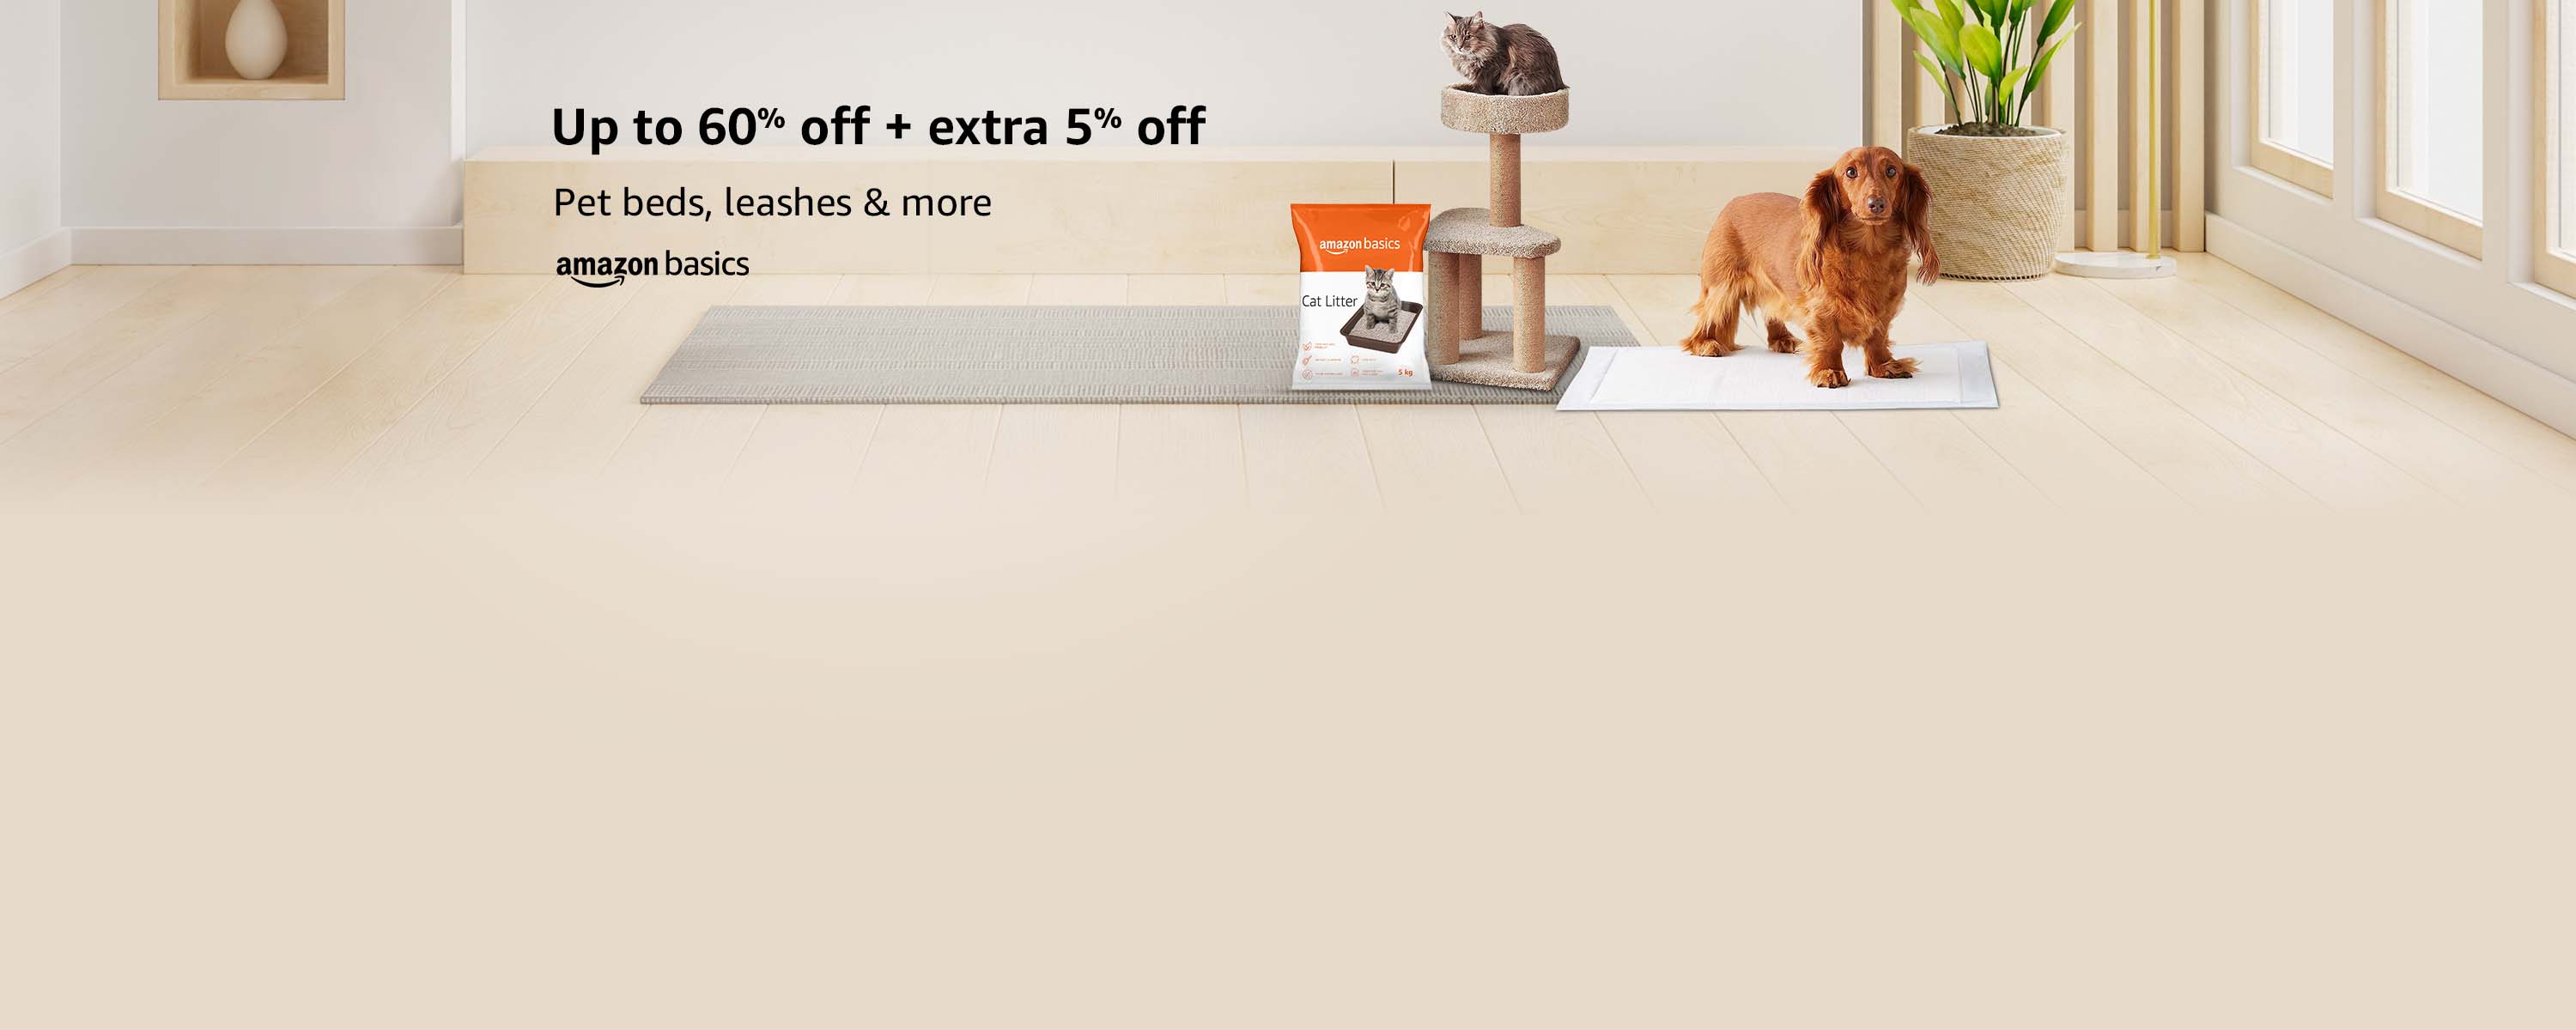 Up to 60% off + extra 5% off
Pet beds, leashes & more
amazon basics
amazon basics
Cat Litter
5 kg